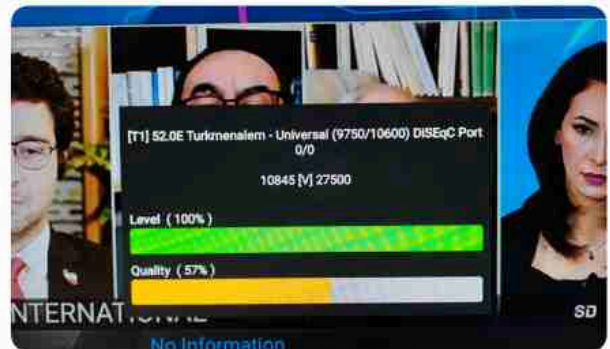 [T1] 52.0E Turkmenalem - Universal (9750/10600) DiSEqC Port
0/0
10845 [V] 27500
Level (100%)
Quality (57%)
SD
No Information